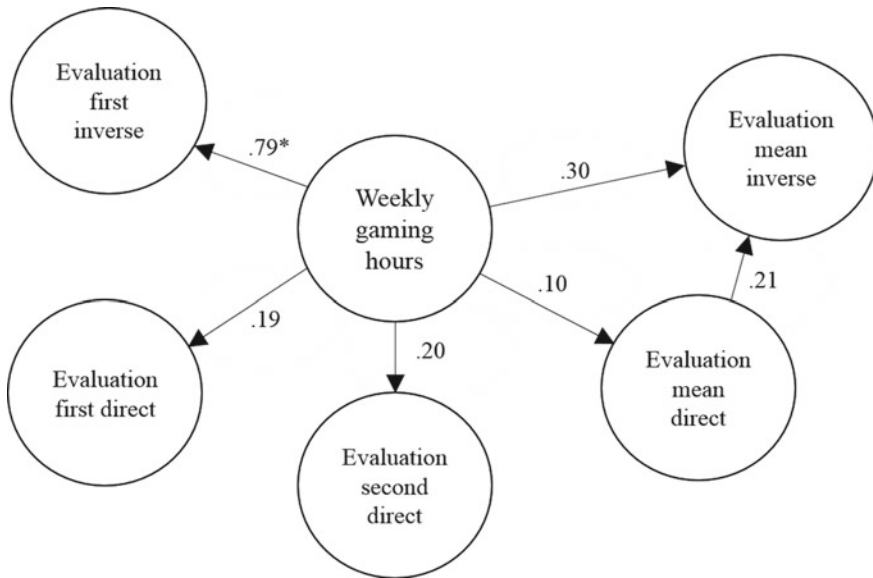 Evaluation
first
inverse
.79*
Weekly
gaming
hours
.30
Evaluation
mean
inverse
.19
.20
.10
.21
Evaluation
first direct
Evaluation
second
direct
Evaluation
mean
direct